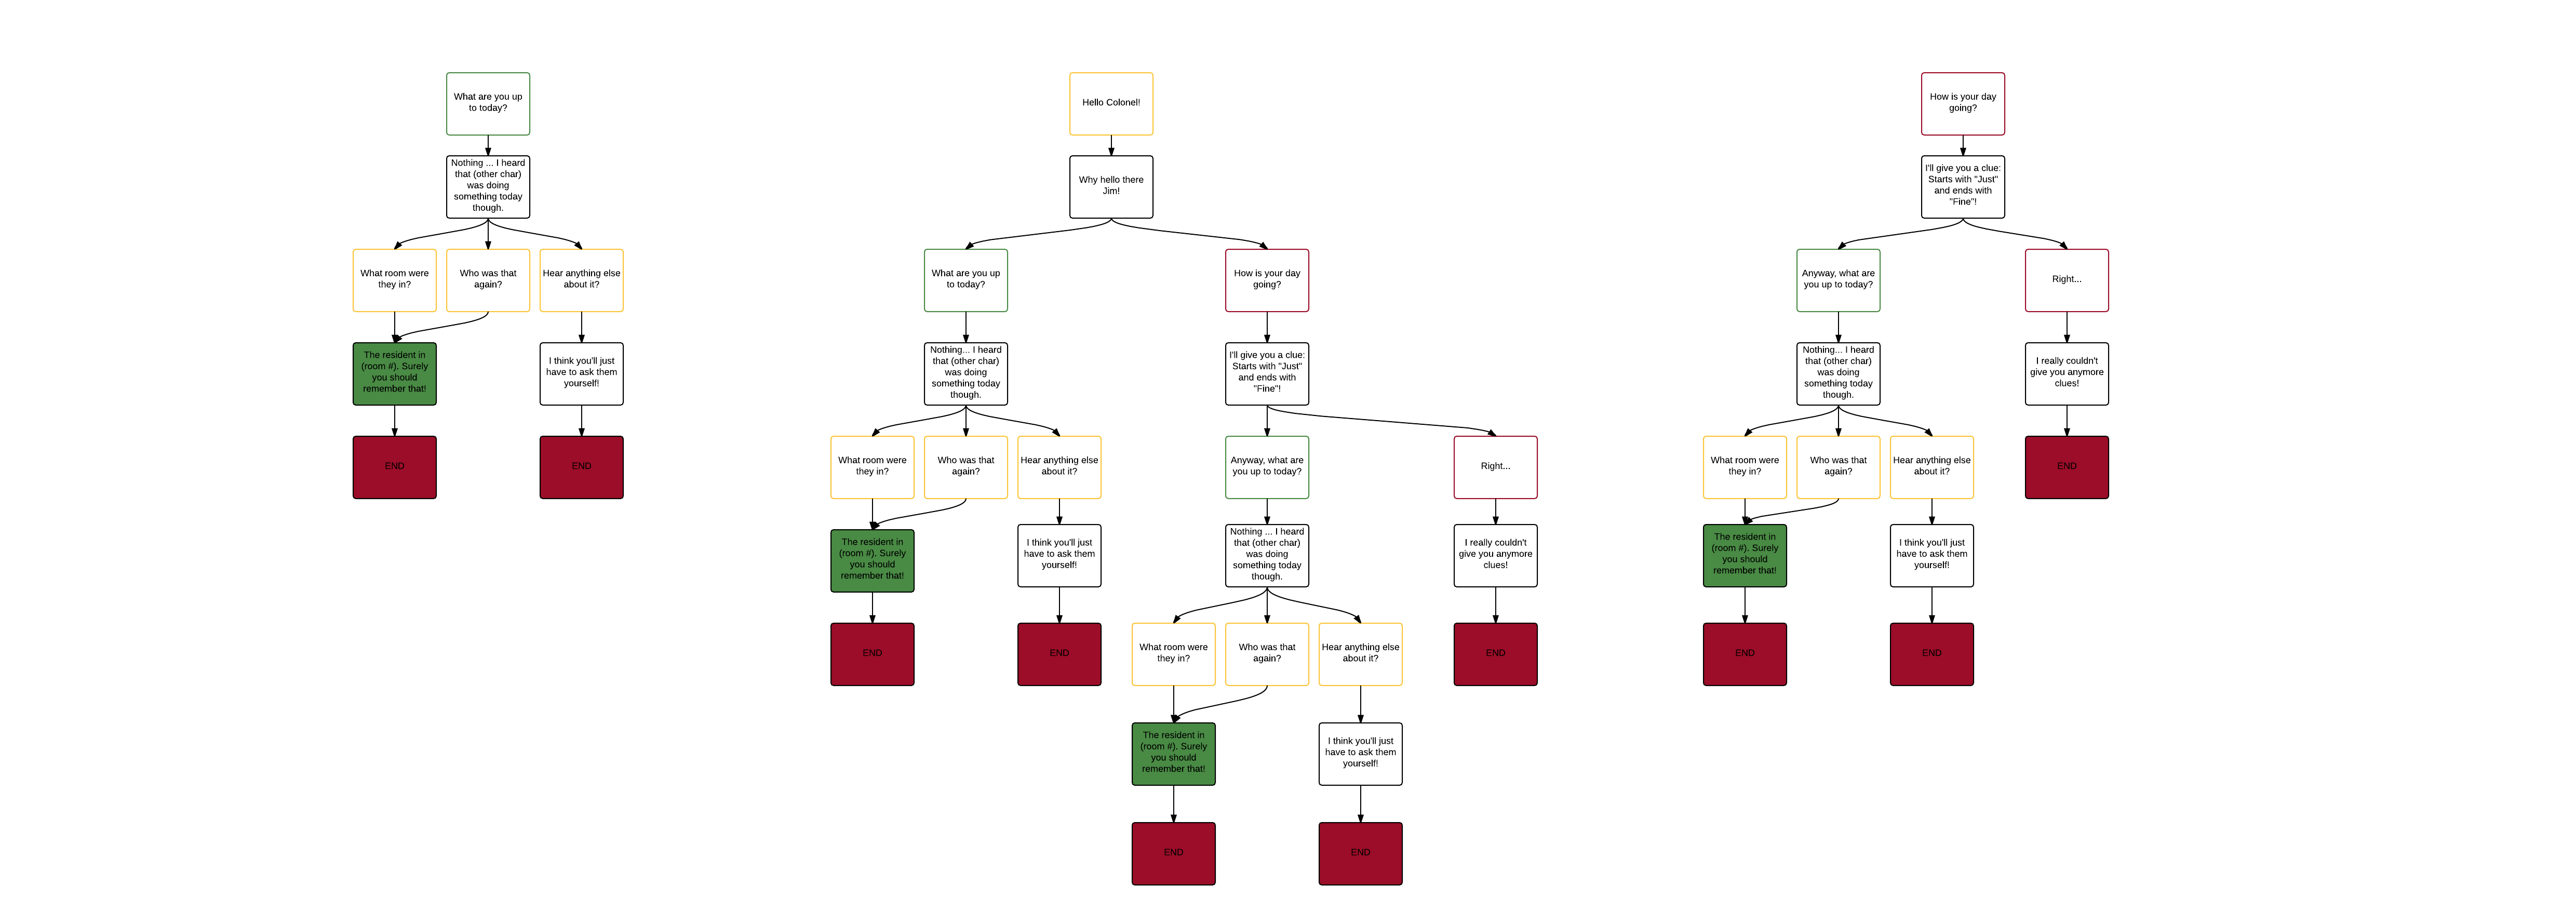 What are you up
to today?
Nothing ... I heard
that (other char)
was doing
something today
though.
What room were
they in?
Who was that
again?
Hear anything else
about it?
The resident in
(room #). Surely
you should
remember that!
I think you'll just
have to ask them
yourself!
END
END
Hello Colonel!
Why hello there
Jim!
What are you up
to today?
How is your day
going?
Nothing... I heard
that (other char)
was doing
something today
though.
I'll give you a clue:
Starts with "Just"
and ends with
"Fine"!
What room were
they in?
Who was that
again?
Hear anything else
about it?
Anyway, what are
you up to today?
Right...
The resident in
(room #). Surely
you should
remember that!
I think you'll just
have to ask them
yourself!
Nothing ... I heard
that (other char)
was doing
something today
though.
I really couldn't
give you anymore
clues!
END
END
What room were
they in?
Who was that
again?
Hear anything else
about it?
END
The resident in
(room #). Surely
you should
remember that!
I think you'll just
have to ask them
yourself!
END
END
How is your day
going?
I'll give you a clue:
Starts with "Just"
and ends with
"Fine"!
Anyway, what are
you up to today?
Right...
Nothing... I heard
that (other char)
was doing
something today
though.
I really couldn't
give you anymore
clues!
What room were
they in?
Who was that
again?
Hear anything else
about it?
END
The resident in
(room #). Surely
you should
remember that!
I think you'll just
have to ask them
yourself!
END
END